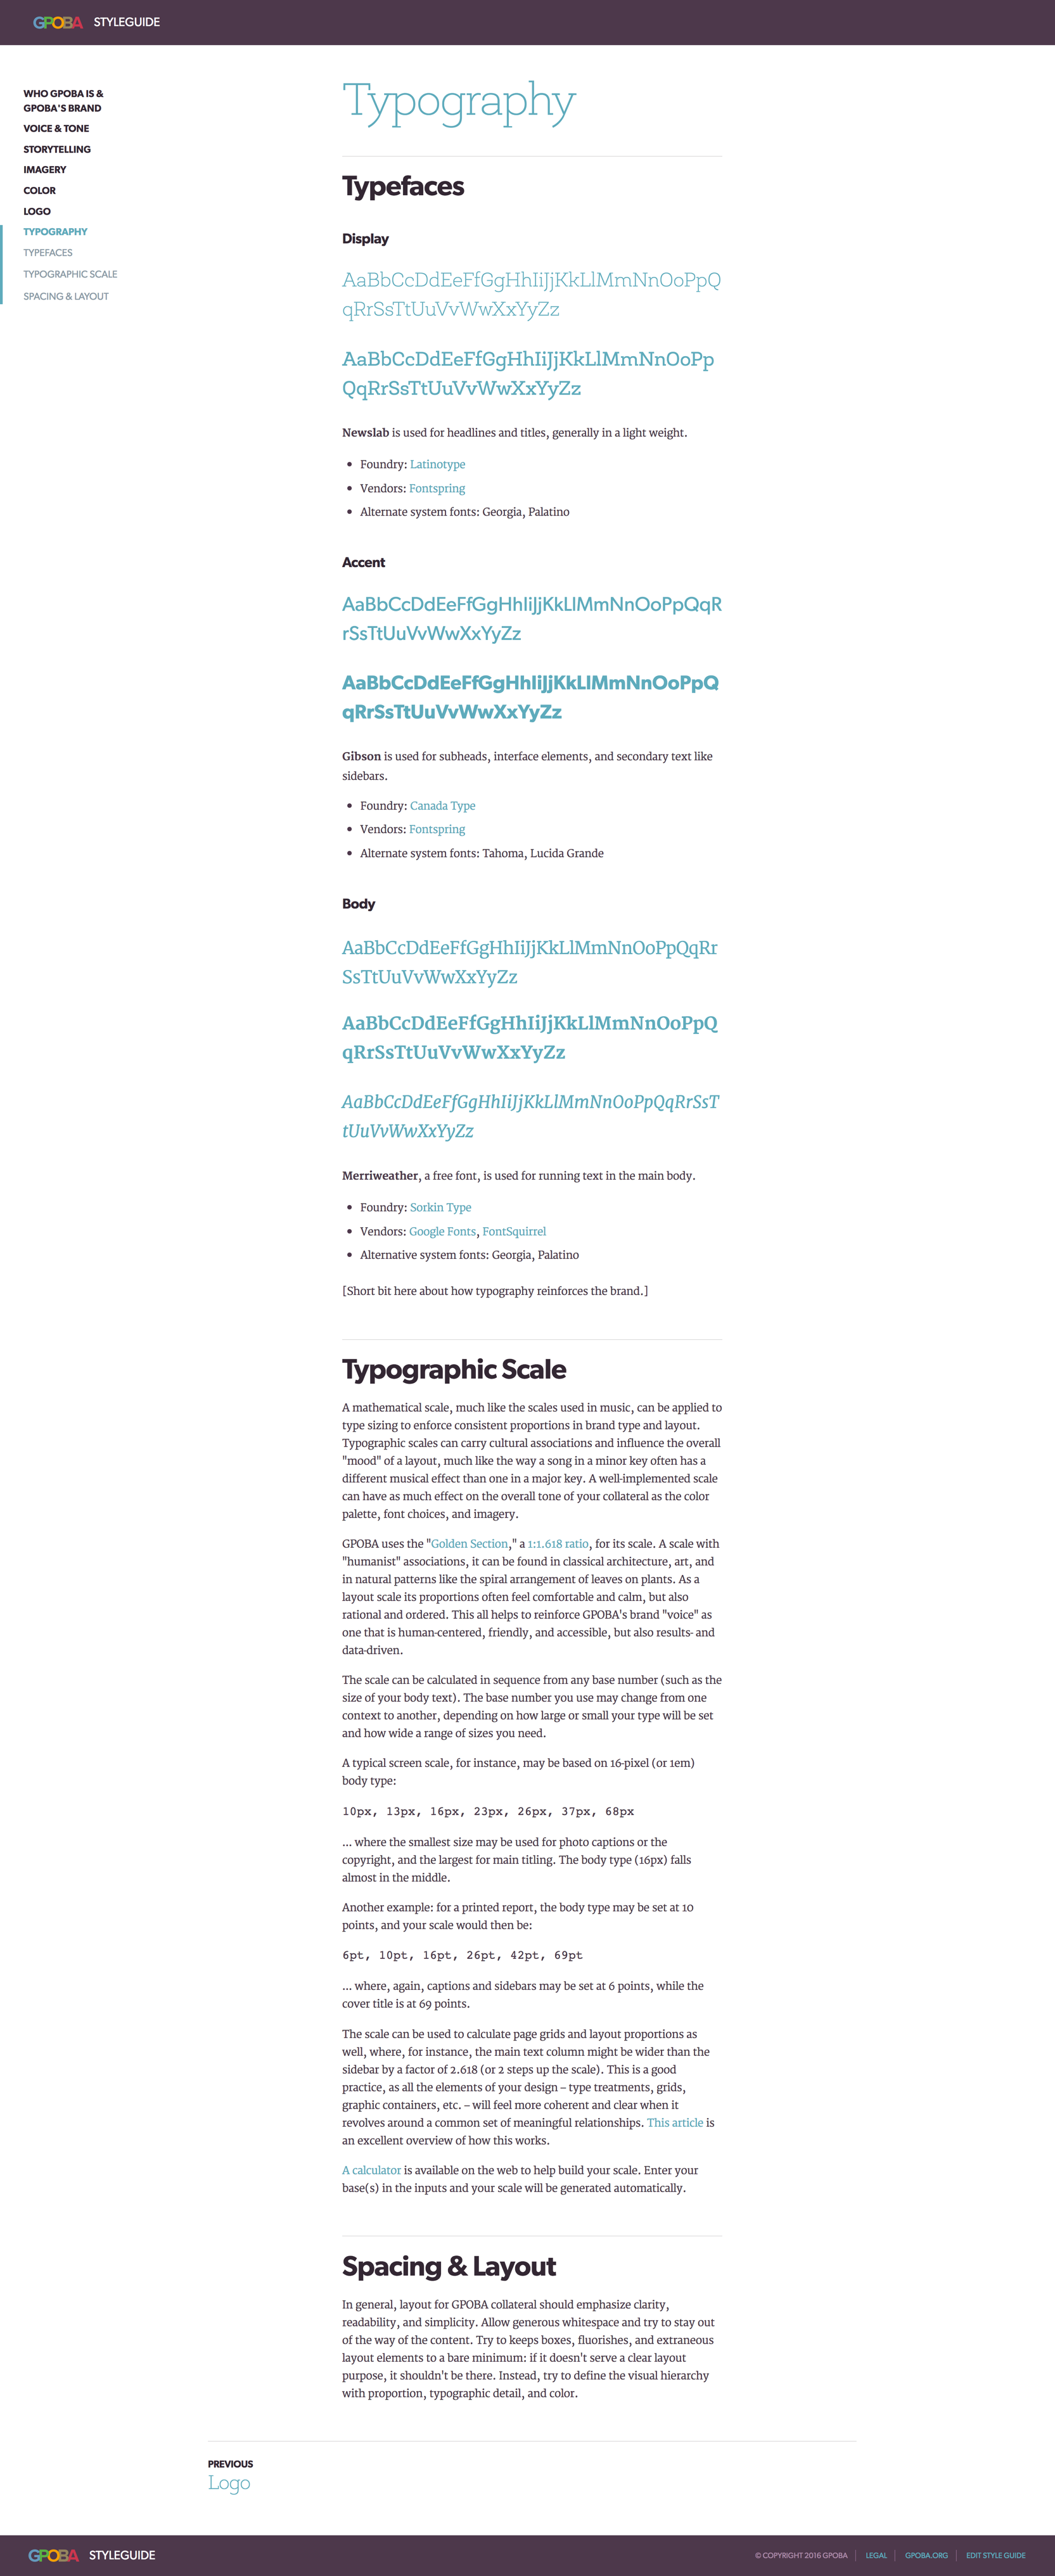 GPOBA STYLEGUIDE
WHO GPOBA IS &
GPOBA'S BRAND
VOICE & TONE
STORYTELLING
IMAGERY
COLOR
LOGO
TYPOGRAPHY
TYPEFACES
TYPOGRAPHIC SCALE
SPACING & LAYOUT
Typography
Typefaces
Display
AaBbCcDdEeFfGgHhIiJjKkLlMmNnOoPpQ
qRrSsTtUuVvWwXxYyZz
AaBbCcDdEeFfGgHhIiJjKkLlMmNnOoPp
QqRrSsTtUuVvWwXxYyZz
Newslab is used for headlines and titles, generally in a light weight.
• Foundry: Latinotype
• Vendors: Fontspring
• Alternate system fonts: Georgia, Palatino
Accent
AaBbCcDdEeFfGgHhIiJjKkLlMmNnOoPpQqR
rSsTtUuVvWwXxYyZz
AaBbCcDdEeFfGgHhIiJjKkLlMmNnOoPpQ
qRrSsTtUuVvWwXxYyZz
Gibson is used for subheads, interface elements, and secondary text like
sidebars.
• Foundry: Canada Type
• Vendors: Fontspring
• Alternate system fonts: Tahoma, Lucida Grande
Body
AaBbCcDdEeFfGgHhIiJjKkLlMmNnOoPpQqRr
SsTtUuVvWwXxYyZz
AaBbCcDdEeFfGgHhIiJjKkLlMmNnOoPpQ
qRrSsTtUuVvWwXxYyZz
AaBbCcDdEeFfGgHhIiJjKkLlMmNnOoPpQqRrSsT
tUuVvWwXxYyZz
Merriweather, a free font, is used for running text in the main body.
• Foundry: Sorkin Type
• Vendors: Google Fonts, FontSquirrel
• Alternative system fonts: Georgia, Palatino
[Short bit here about how typography reinforces the brand.]
Typographic Scale
A mathematical scale, much like the scales used in music, can be applied to
type sizing to enforce consistent proportions in brand type and layout.
Typographic scales can carry cultural associations and influence the overall
"mood" of a layout, much like the way a song in a minor key often has a
different musical effect than one in a major key. A well-implemented scale
can have as much effect on the overall tone of your collateral as the color
palette, font choices, and imagery.
GPOBA uses the "Golden Section," a 1:1.618 ratio, for its scale. A scale with
"humanist" associations, it can be found in classical architecture, art, and
in natural patterns like the spiral arrangement of leaves on plants. As a
layout scale its proportions often feel comfortable and calm, but also
rational and ordered. This all helps to reinforce GPOBA's brand "voice" as
one that is human-centered, friendly, and accessible, but also results- and
data-driven.
The scale can be calculated in sequence from any base number (such as the
size of your body text). The base number you use may change from one
context to another, depending on how large or small your type will be set
and how wide a range of sizes you need.
A typical screen scale, for instance, may be based on 16-pixel (or 1em)
body type:
10px, 13px, 16px, 23px, 26px, 37px, 68px
... where the smallest size may be used for photo captions or the
copyright, and the largest for main titling. The body type (16px) falls
almost in the middle.
Another example: for a printed report, the body type may be set at 10
points, and your scale would then be:
6pt, 10pt, 16pt, 26pt, 42pt, 69pt
... where, again, captions and sidebars may be set at 6 points, while the
cover title is at 69 points.
The scale can be used to calculate page grids and layout proportions as
well, where, for instance, the main text column might be wider than the
sidebar by a factor of 2.618 (or 2 steps up the scale). This is a good
practice, as all the elements of your design – type treatments, grids,
graphic containers, etc. – will feel more coherent and clear when it
revolves around a common set of meaningful relationships. This article is
an excellent overview of how this works.
A calculator is available on the web to help build your scale. Enter your
base(s) in the inputs and your scale will be generated automatically.
Spacing & Layout
In general, layout for GPOBA collateral should emphasize clarity,
readability, and simplicity. Allow generous whitespace and try to stay out
of the way of the content. Try to keeps boxes, fluorishes, and extraneous
layout elements to a bare minimum: if it doesn't serve a clear layout
purpose, it shouldn't be there. Instead, try to define the visual hierarchy
with proportion, typographic detail, and color.
PREVIOUS
Logo
GPOBA STYLEGUIDE
© COPYRIGHT 2016 GPOBA | LEGAL | GPOBA.ORG | EDIT STYLE GUIDE